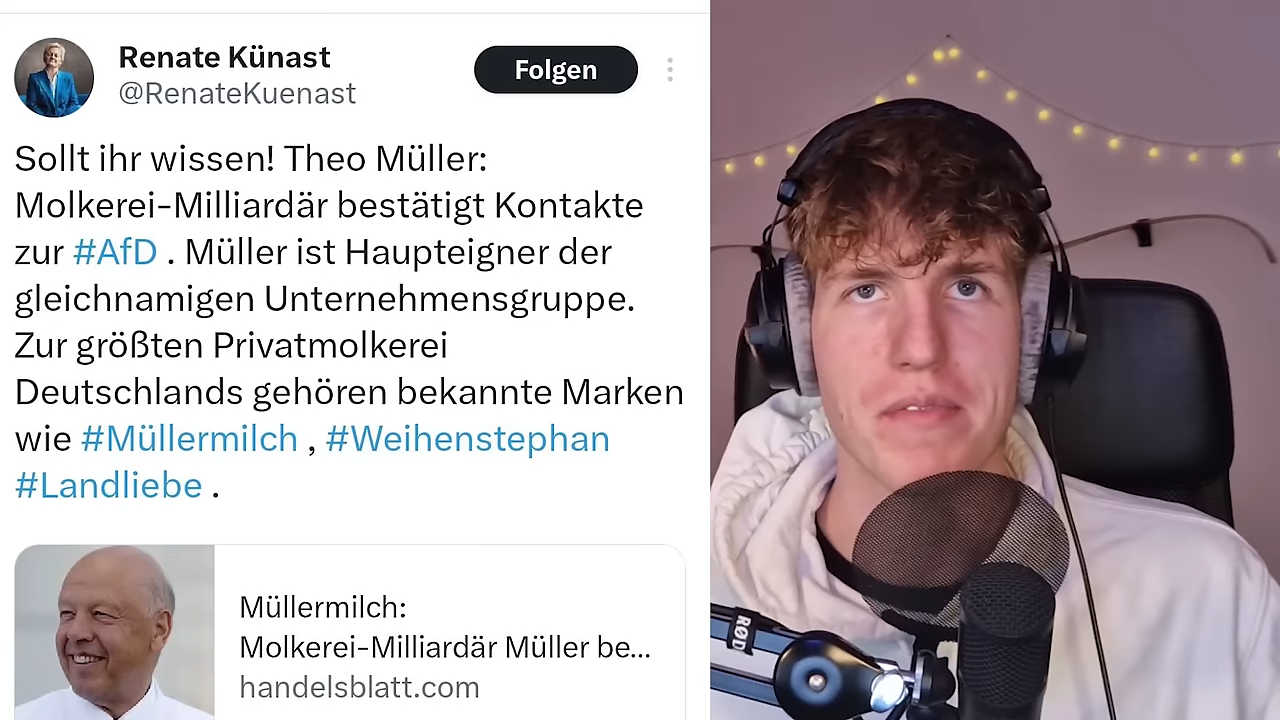 Renate Künast
@RenateKuenast
Folgen
Sollt ihr wissen! Theo Müller:
Molkerei-Milliardär bestätigt Kontakte
zur #AfD . Müller ist Haupteigner der
gleichnamigen Unternehmensgruppe.
Zur größten Privatmolkerei
Deutschlands gehören bekannte Marken
wie #Müllermilch , #Weihenstephan
#Landliebe .
Müllermilch:
Molkerei-Milliardär Müller be...
handelsblatt.com
RØD